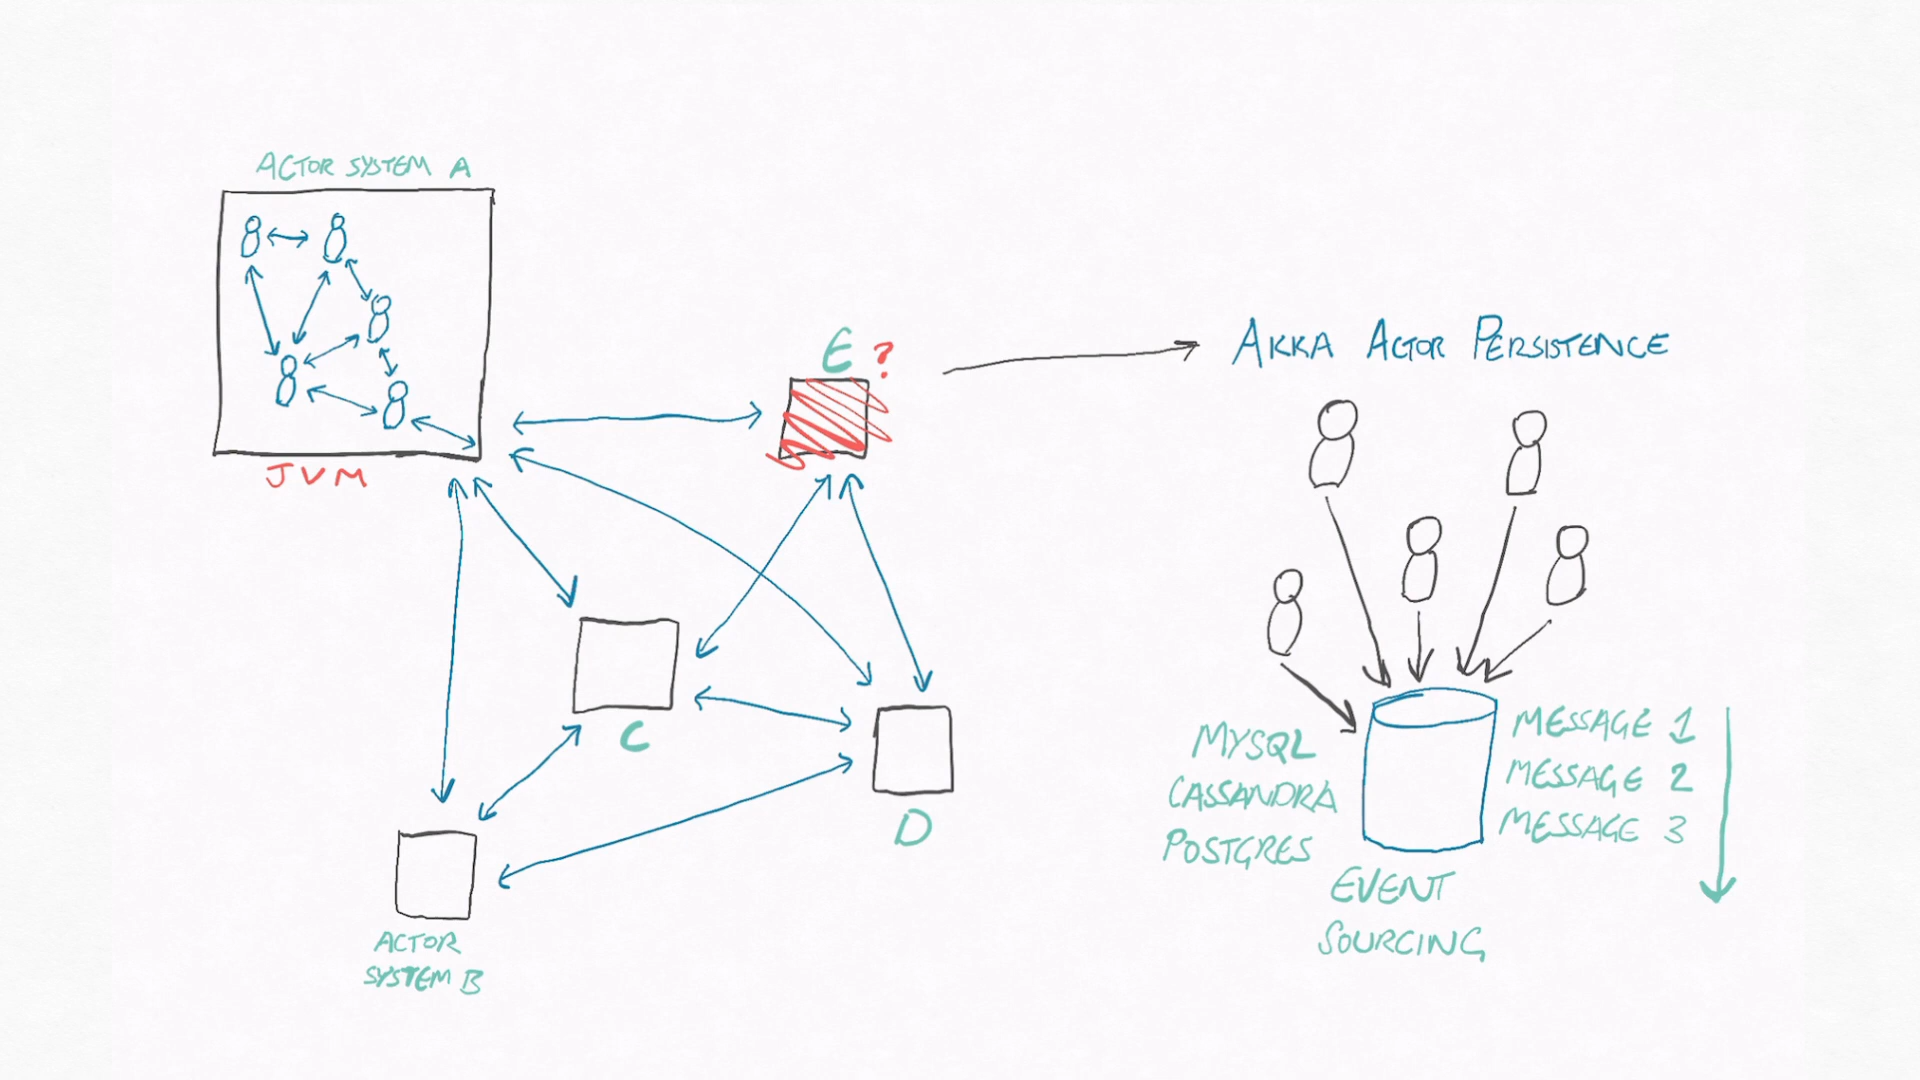 ACTOR SYSTEM A
JVM
E ?
C
D
ACTOR
SYSTEM B
AKKA ACTOR PERSISTENCE
MYSQL
CASSANDRA
POSTGRES
MESSAGE 1
MESSAGE 2
MESSAGE 3
EVENT
SOURCING